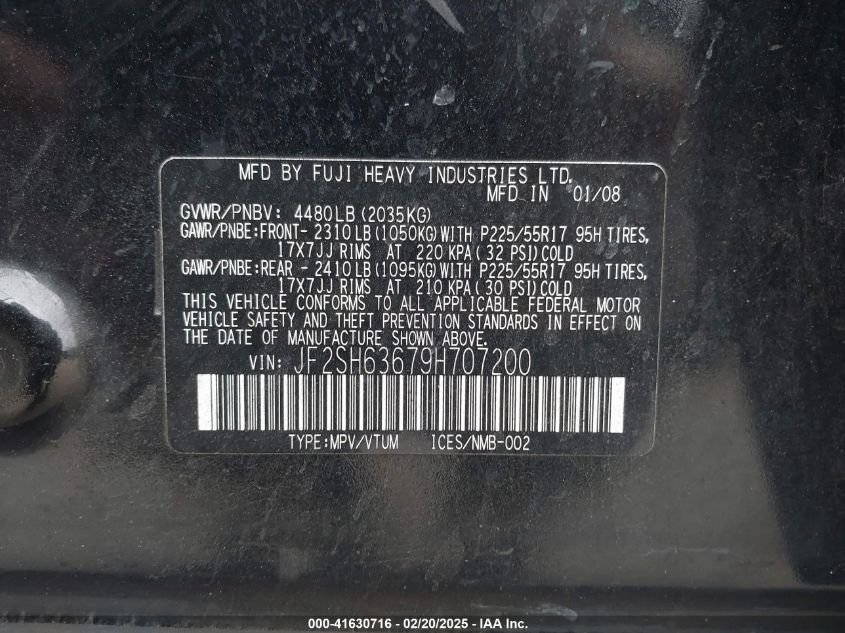 MFD BY FUJI HEAVY INDUSTRIES LTD.
MFD IN 01/08
GVWR/PNBV: 4480LB(2035KG)
GAWR/PNBE:FRONT- 2310LB(1050KG)WITH P225/55R17 95H TIRES,
17X7JJ RIMS AT 220 KPA( 32 PSI)COLD
GAWR/PNBE:REAR - 2410LB(1095KG)WITH P225/55R17 95H TIRES,
17X7JJ RIMS AT 210 KPA( 30 PSI)COLD
THIS VEHICLE CONFORMS TO ALL APPLICABLE FEDERAL MOTOR
VEHICLE SAFETY AND THEFT PREVENTION STANDARDS IN EFFECT ON
THE DATE OF MANUFACTURE SHOWN ABOVE.
VIN: JF2SH63679H707200
TYPE:MPV/VTUM ICES/NMB-002
000-41630716 - 02/20/2025 - IAA, Inc.